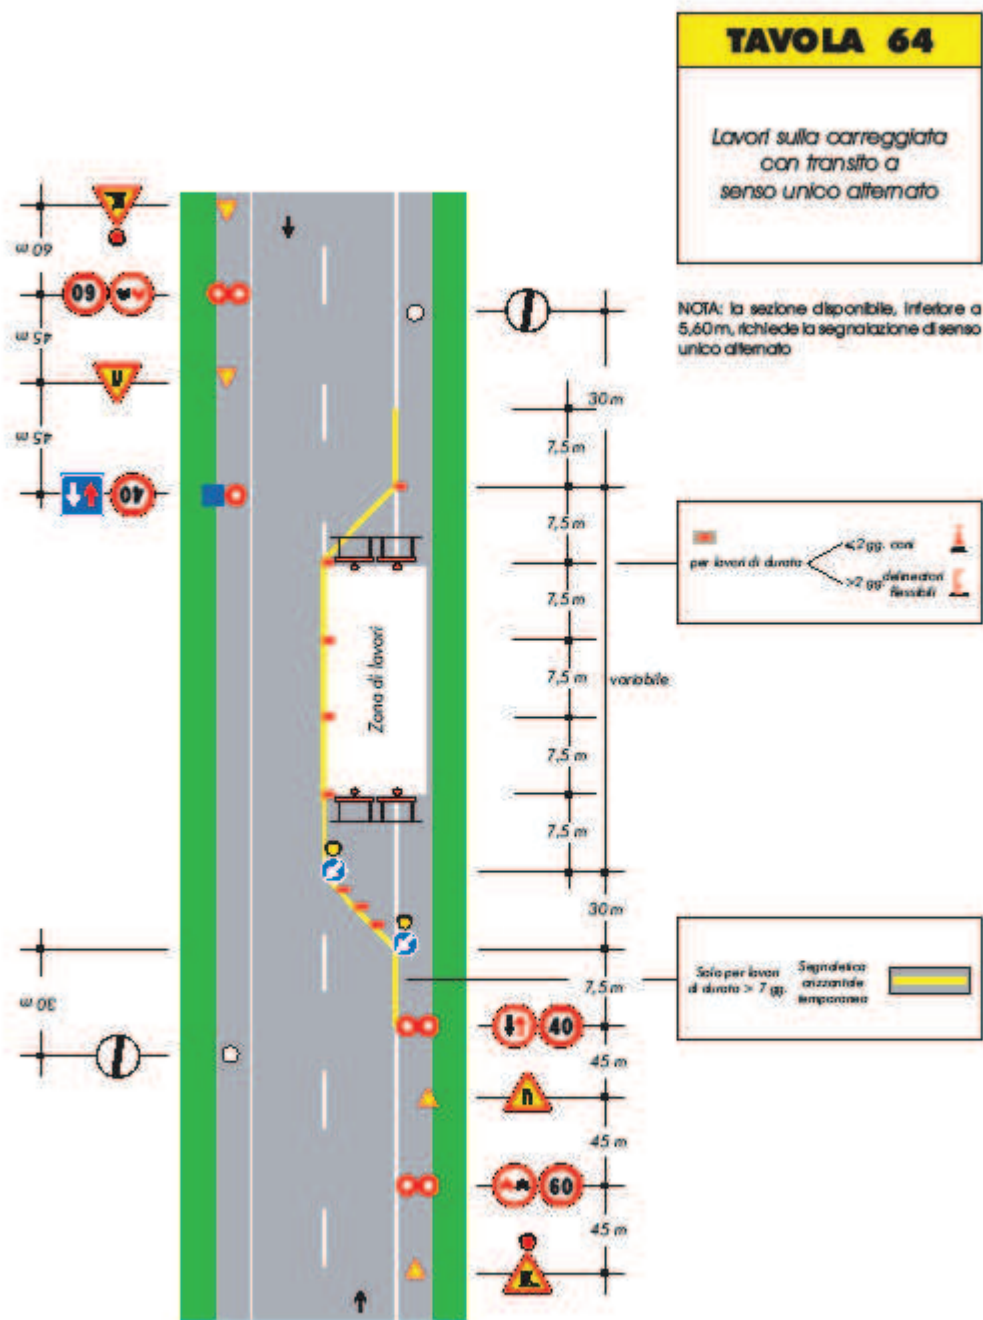 TAVOLA 64
Lavori sulla carreggiata
con transito a
senso unico alternato
NOTA: la sezione disponibile, inferiore a
5,60 m, richiede la segnalazione di senso
unico alternato
60 m
60
45 m
45 m
40
30 m
7,5 m
7,5 m
7,5 m
7,5 m
7,5 m
7,5 m
variabile
Zona di lavori
per lavori di durata
≤2 gg. coni
>2 gg. delineatori
flessibili
30 m
7,5 m
Solo per lavori
di durata > 7 gg.
Segnaletica
orizzontale
temporanea
30 m
40
45 m
45 m
60
45 m